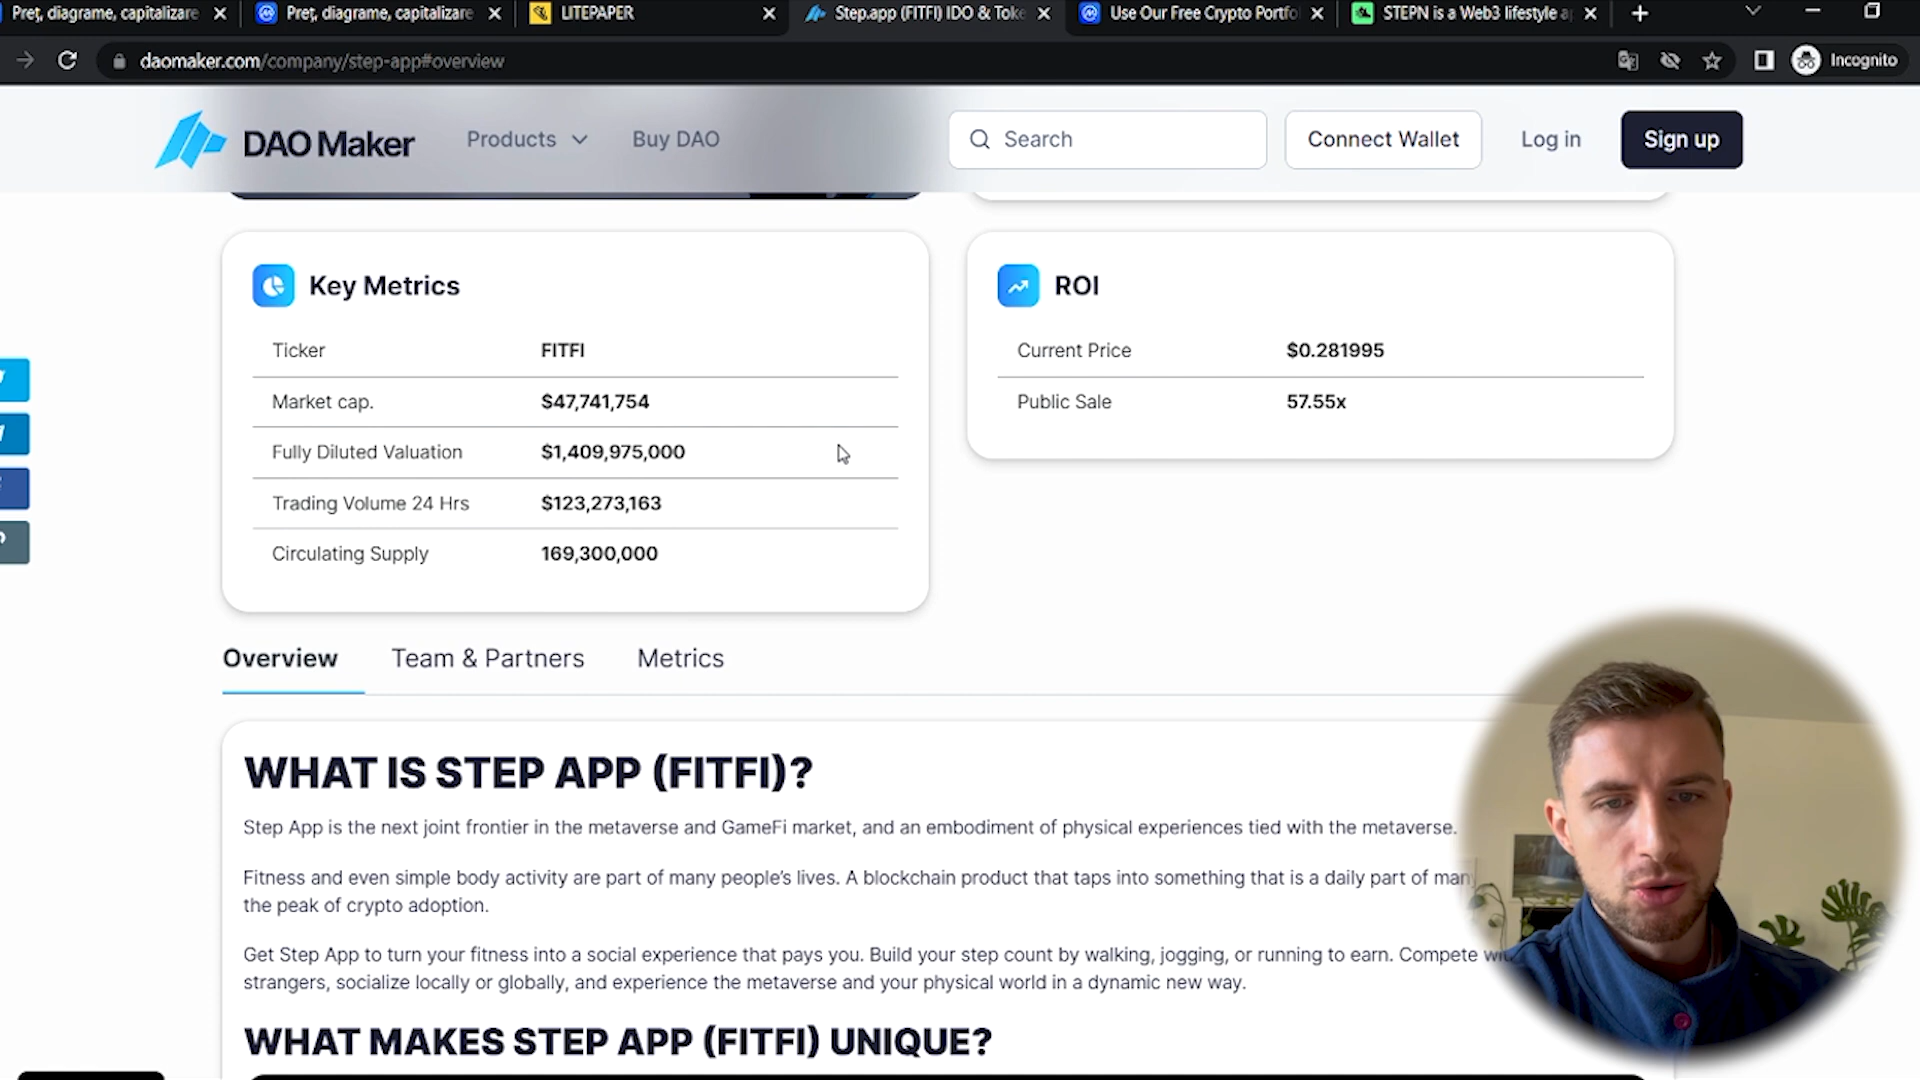 Preț, diagrame, capitalizare
Preț, diagrame, capitalizare
LITEPAPER
Step.app (FITFI) IDO & Toke
Use Our Free Crypto Portfo
STEPN is a Web3 lifestyle a
daomaker.com/company/step-app#overview
Incognito
DAO Maker
Products
Buy DAO
Search
Connect Wallet
Log in
Sign up
Key Metrics
Ticker FITFI
Market cap. $47,741,754
Fully Diluted Valuation $1,409,975,000
Trading Volume 24 Hrs $123,273,163
Circulating Supply 169,300,000
ROI
Current Price $0.281995
Public Sale 57.55x
Overview
Team & Partners
Metrics
WHAT IS STEP APP (FITFI)?
Step App is the next joint frontier in the metaverse and GameFi market, and an embodiment of physical experiences tied with the metaverse.
Fitness and even simple body activity are part of many people's lives. A blockchain product that taps into something that is a daily part of man
the peak of crypto adoption.
Get Step App to turn your fitness into a social experience that pays you. Build your step count by walking, jogging, or running to earn. Compete
strangers, socialize locally or globally, and experience the metaverse and your physical world in a dynamic new way.
WHAT MAKES STEP APP (FITFI) UNIQUE?